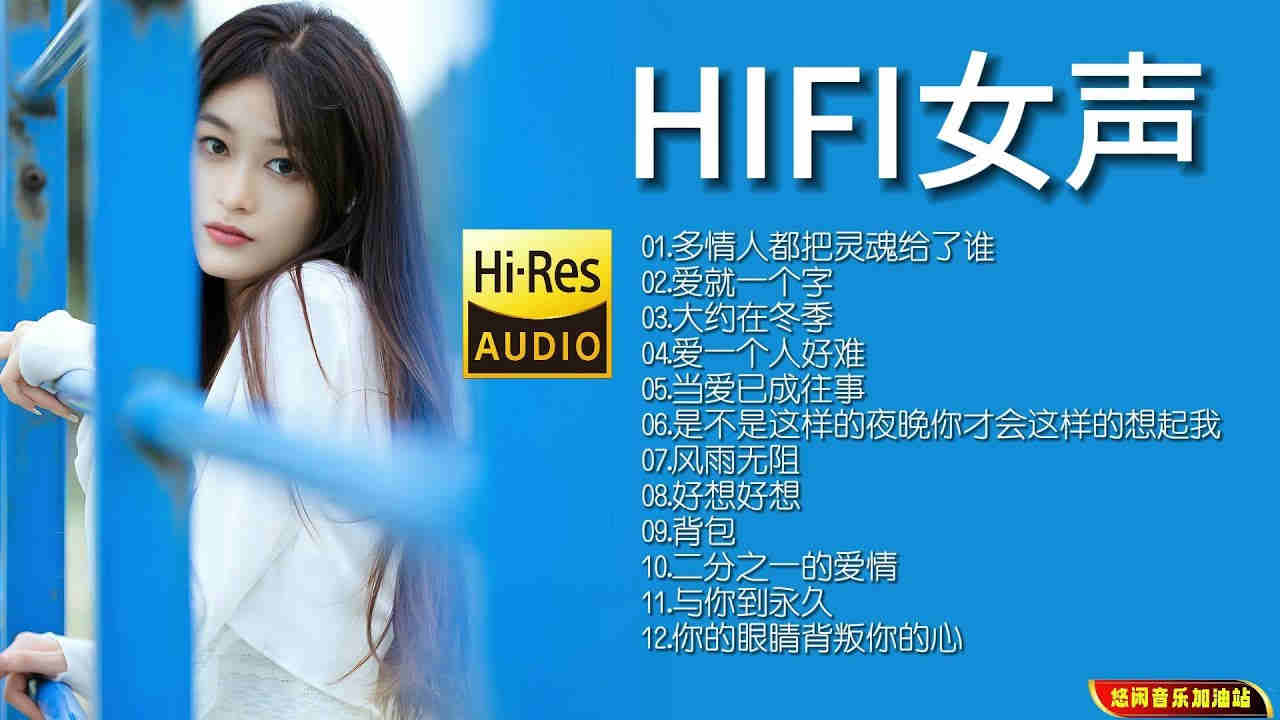 HIFI女声
Hi-Res
AUDIO
01.多情人都把灵魂给了谁
02.爱就一个字
03.大约在冬季
04.爱一个人好难
05.当爱已成往事
06.是不是这样的夜晚你才会这样的想起我
07.风雨无阻
08.好想好想
09.背包
10.二分之一的爱情
11.与你到永久
12.你的眼睛背叛你的心
悠闲音乐加油站